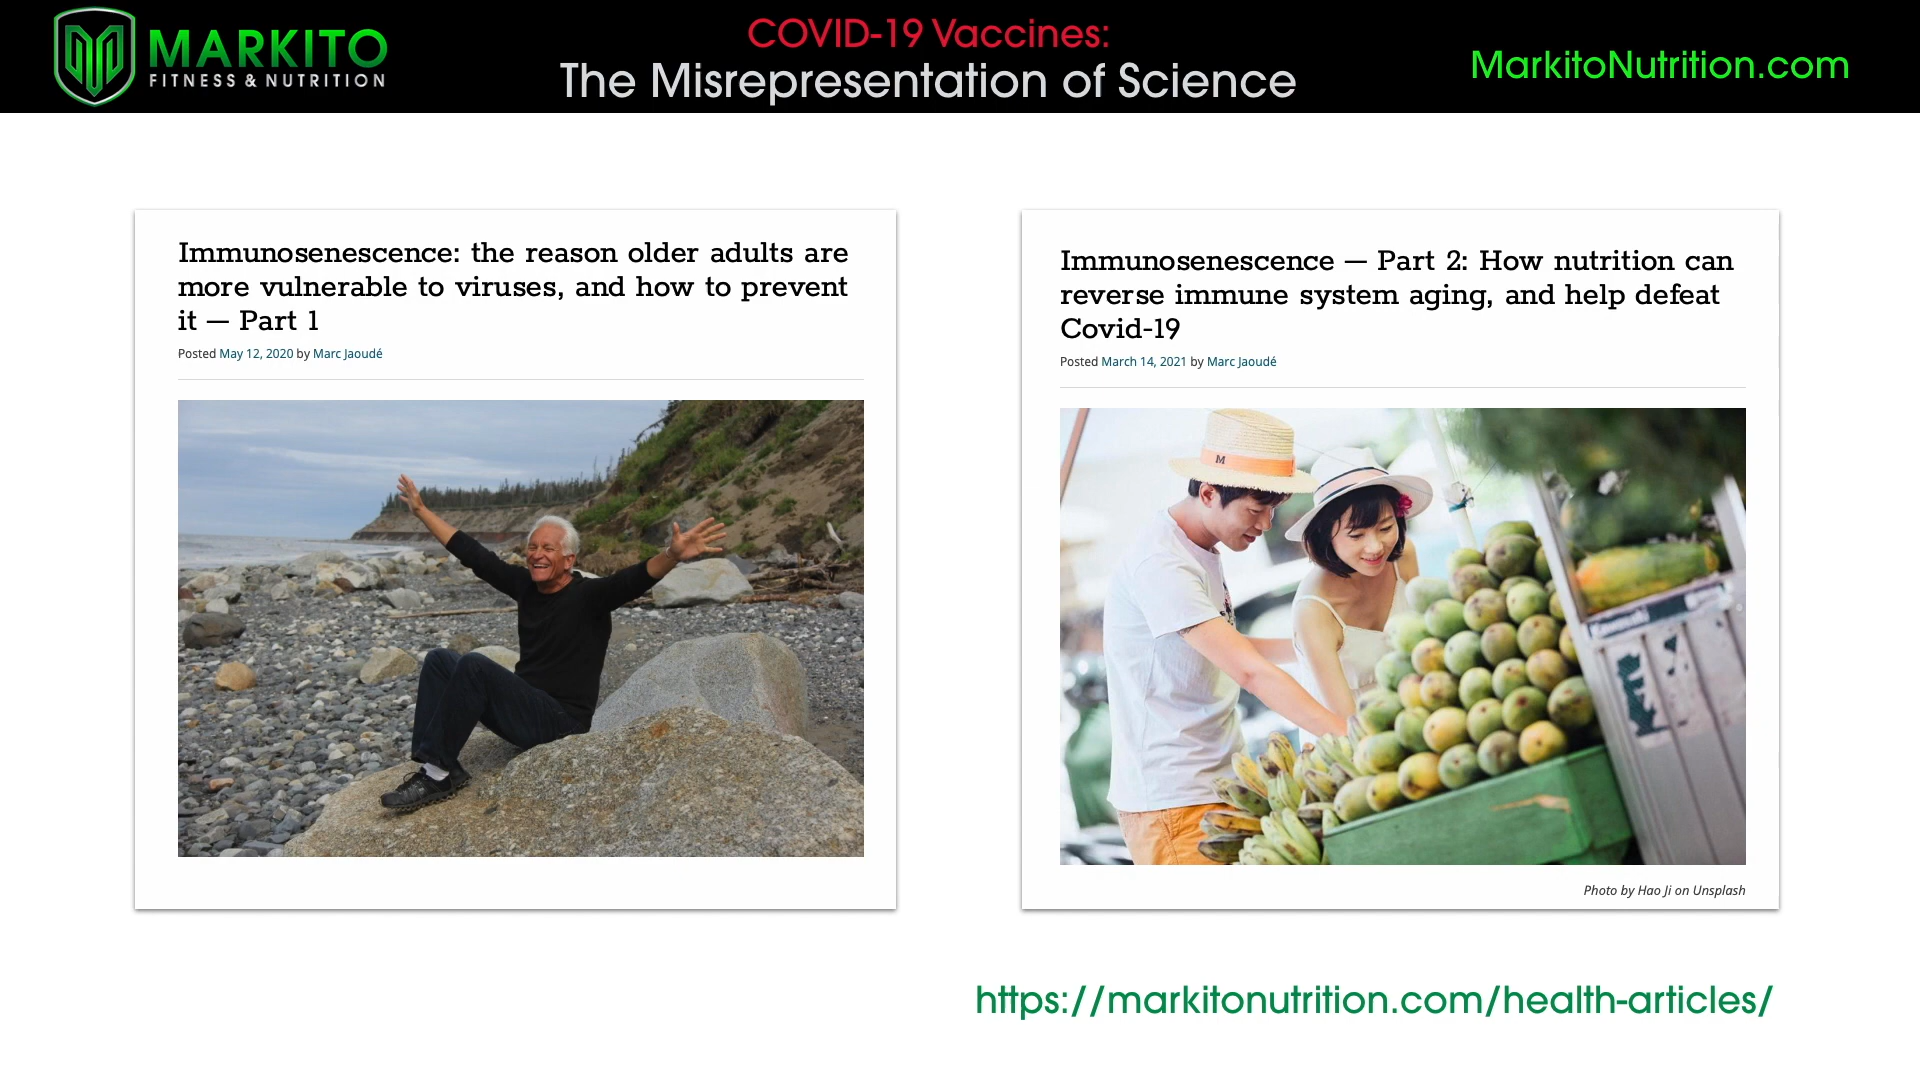 MARKITO
FITNESS & NUTRITION
COVID-19 Vaccines:
The Misrepresentation of Science
MarkitoNutrition.com
Immunosenescence: the reason older adults are
more vulnerable to viruses, and how to prevent
it — Part 1
Posted May 12, 2020 by Marc Jaoudé
Immunosenescence — Part 2: How nutrition can
reverse immune system aging, and help defeat
Covid-19
Posted March 14, 2021 by Marc Jaoudé
M
Photo by Hao Ji on Unsplash
https://markitonutrition.com/health-articles/